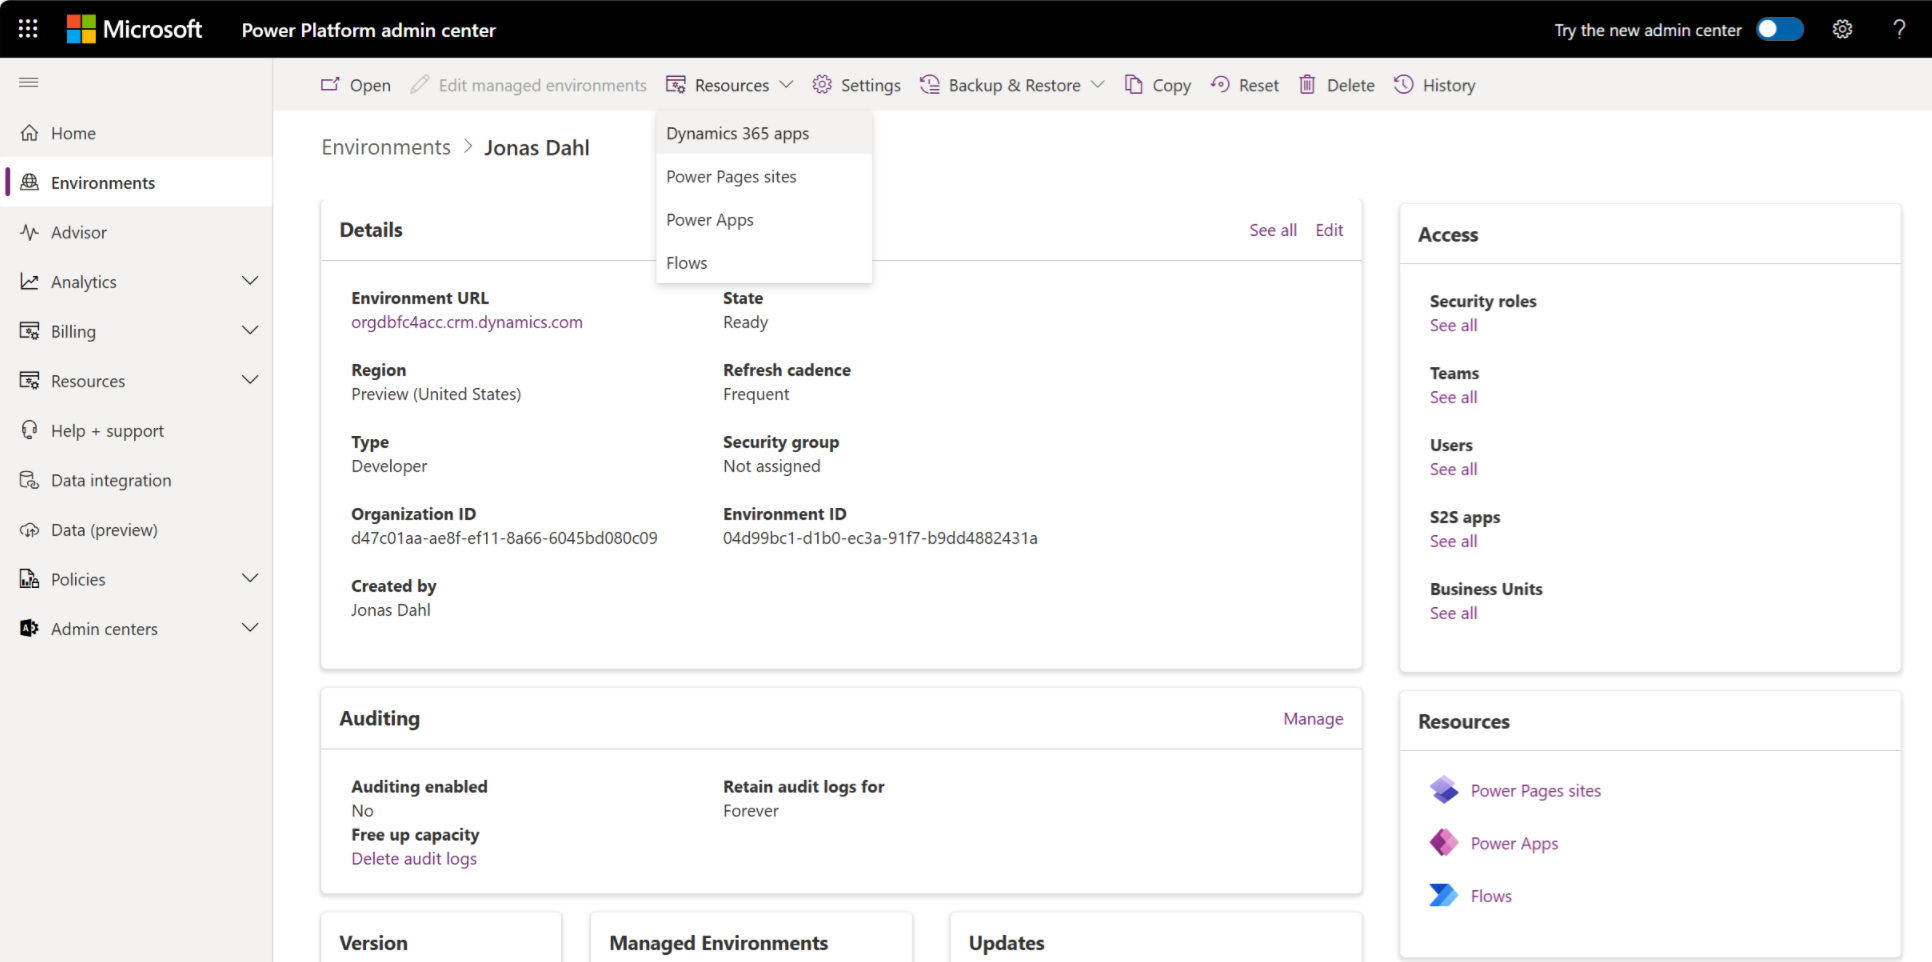 Microsoft Power Platform admin center Try the new admin center ?
Open Edit managed environments Resources Settings Backup & Restore Copy Reset Delete History
Home
Environments
Advisor
Analytics
Billing
Resources
Help + support
Data integration
Data (preview)
Policies
Admin centers
Dynamics 365 apps
Power Pages sites
Power Apps
Flows
Environments > Jonas Dahl
Details See all Edit
Environment URL
orgdbfc4acc.crm.dynamics.com
State
Ready
Region
Preview (United States)
Refresh cadence
Frequent
Type
Developer
Security group
Not assigned
Organization ID
d47c01aa-ae8f-ef11-8a66-6045bd080c09
Environment ID
04d99bc1-d1b0-ec3a-91f7-b9dd4882431a
Created by
Jonas Dahl
Auditing Manage
Auditing enabled
No
Retain audit logs for
Forever
Free up capacity
Delete audit logs
Version
Managed Environments
Updates
Access
Security roles
See all
Teams
See all
Users
See all
S2S apps
See all
Business Units
See all
Resources
Power Pages sites
Power Apps
Flows